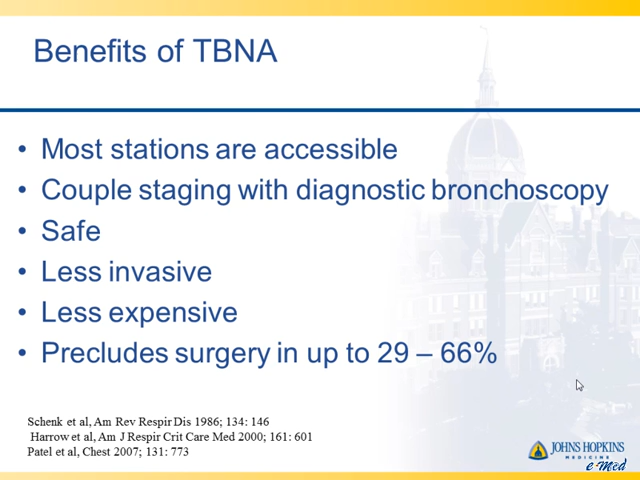 Benefits of TBNA
• Most stations are accessible
• Couple staging with diagnostic bronchoscopy
• Safe
• Less invasive
• Less expensive
• Precludes surgery in up to 29 – 66%
Schenk et al, Am Rev Respir Dis 1986; 134: 146
Harrow et al, Am J Respir Crit Care Med 2000; 161: 601
Patel et al, Chest 2007; 131: 773
JOHNS HOPKINS
MEDICINE
e-Med